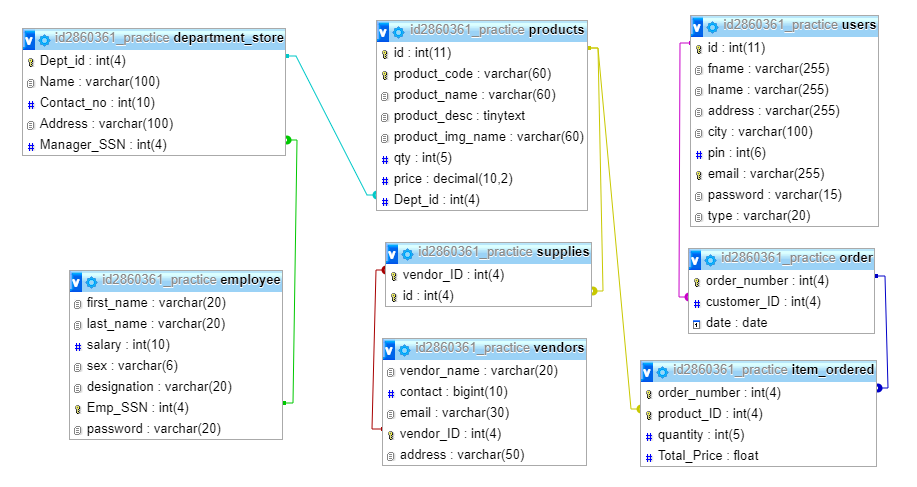 id2860361_practice department_store
Dept_id : int(4)
Name : varchar(100)
Contact_no : int(10)
Address : varchar(100)
Manager_SSN : int(4)
id2860361_practice products
id : int(11)
product_code : varchar(60)
product_name : varchar(60)
product_desc : tinytext
product_img_name : varchar(60)
qty : int(5)
price : decimal(10,2)
Dept_id : int(4)
id2860361_practice users
id : int(11)
fname : varchar(255)
lname : varchar(255)
address : varchar(255)
city : varchar(100)
pin : int(6)
email : varchar(255)
password : varchar(15)
type : varchar(20)
id2860361_practice employee
first_name : varchar(20)
last_name : varchar(20)
salary : int(10)
sex : varchar(6)
designation : varchar(20)
Emp_SSN : int(4)
password : varchar(20)
id2860361_practice supplies
vendor_ID : int(4)
id : int(4)
id2860361_practice vendors
vendor_name : varchar(20)
contact : bigint(10)
email : varchar(30)
vendor_ID : int(4)
address : varchar(50)
id2860361_practice order
order_number : int(4)
customer_ID : int(4)
date : date
id2860361_practice item_ordered
order_number : int(4)
product_ID : int(4)
quantity : int(5)
Total_Price : float